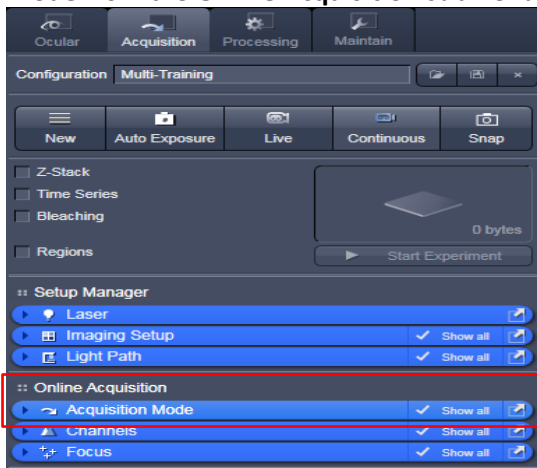 Ocular Acquisition Processing Maintain
Configuration Multi-Training
New Auto Exposure Live Continuous Snap
Z-Stack
Time Series
Bleaching
0 bytes
Regions
Start Experiment
Setup Manager
Laser
Imaging Setup Show all
Light Path Show all
Online Acquisition
Acquisition Mode Show all
Channels Show all
Focus Show all